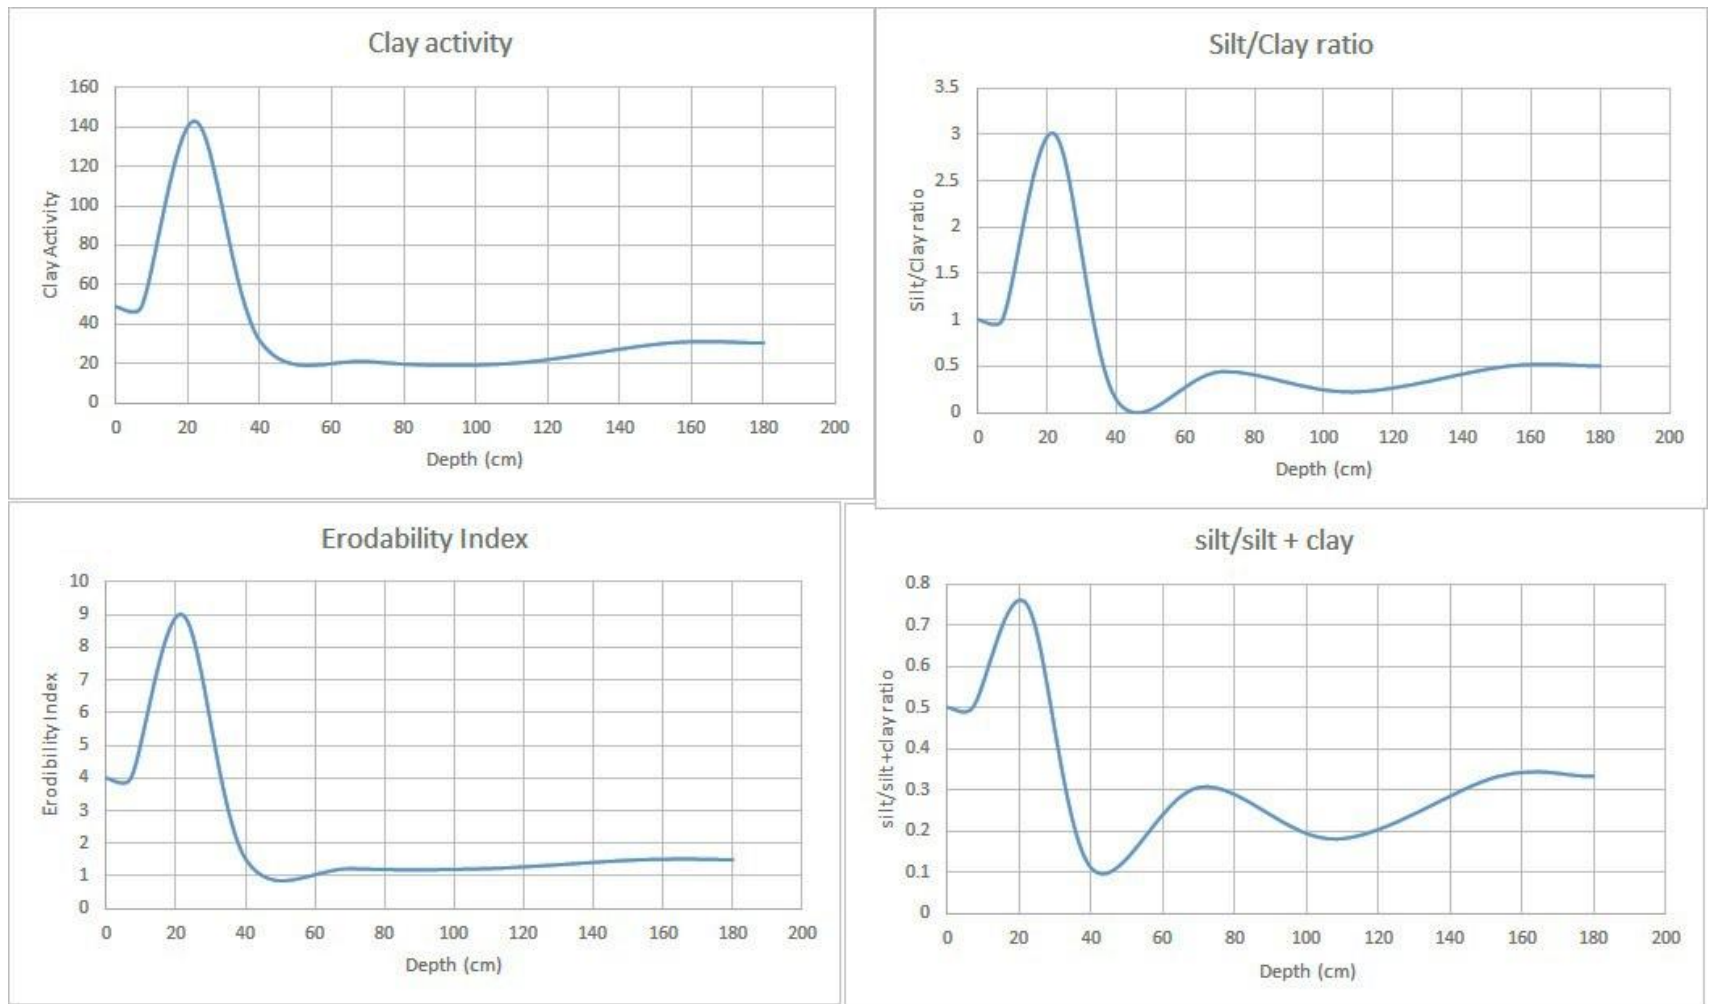 Clay activity
160
140
120
100
80
60
40
20
0
Clay Activity
0 20 40 60 80 100 120 140 160 180 200
Depth (cm)
Silt/Clay ratio
3.5
3
2.5
2
1.5
1
0.5
0
Silt/Clay ratio
0 20 40 60 80 100 120 140 160 180 200
Depth (cm)
Erodability Index
10
9
8
7
6
5
4
3
2
1
0
Erodibility Index
0 20 40 60 80 100 120 140 160 180 200
Depth (cm)
silt/silt + clay
0.8
0.7
0.6
0.5
0.4
0.3
0.2
0.1
0
silt/silt+clay ratio
0 20 40 60 80 100 120 140 160 180 200
Depth (cm)